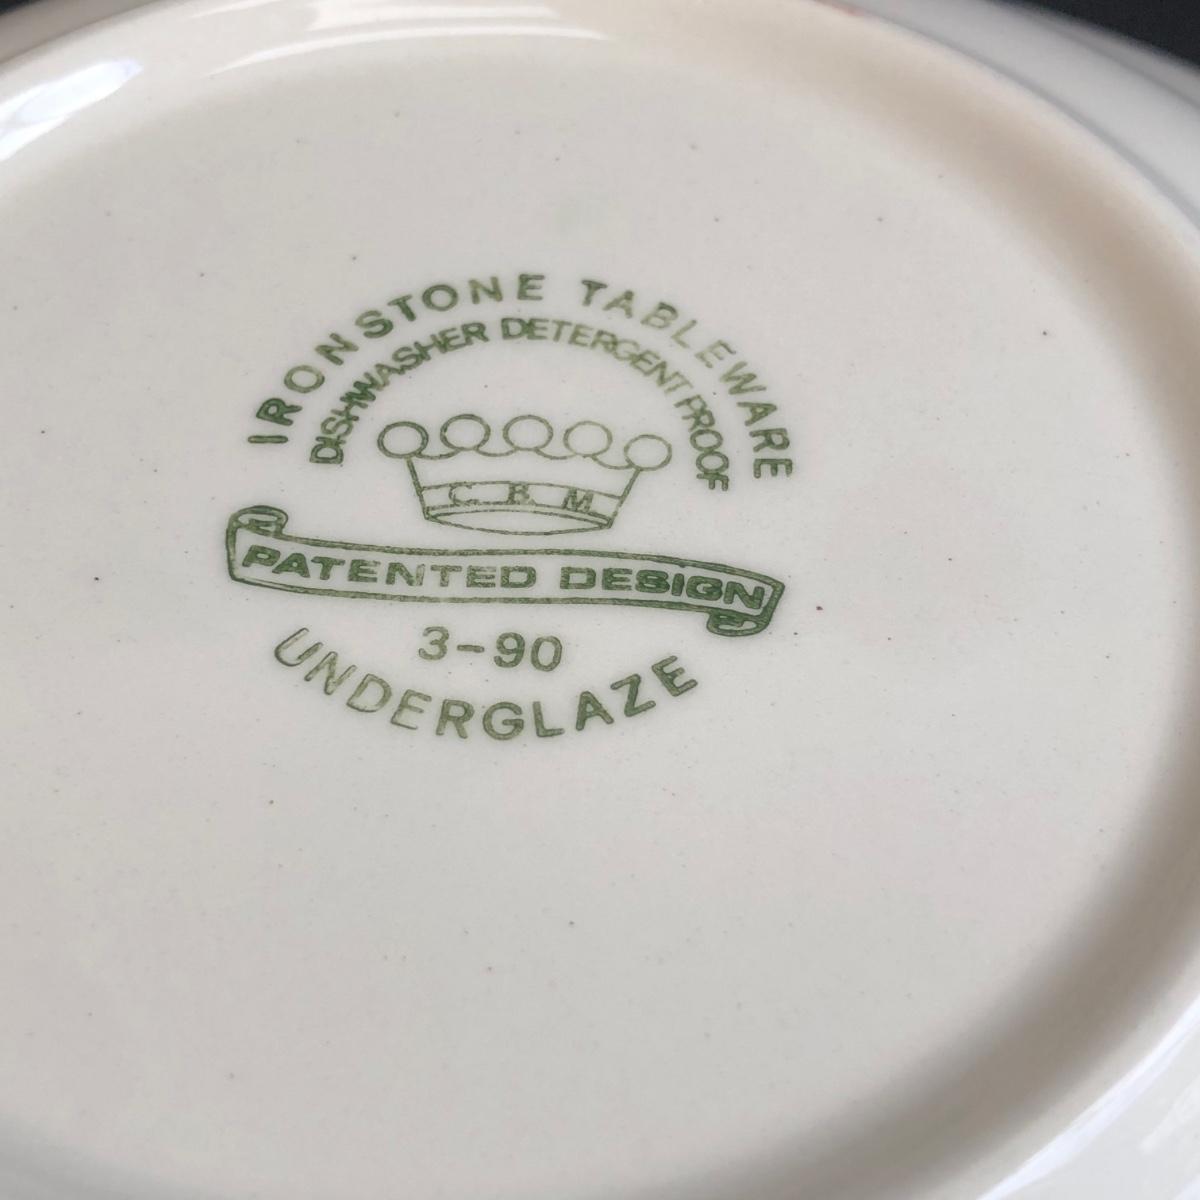 IRONSTONE TABLEWARE
DISHWASHER DETERGENT PROOF
C. B. M.
PATENTED DESIGN
3-90
UNDERGLAZE